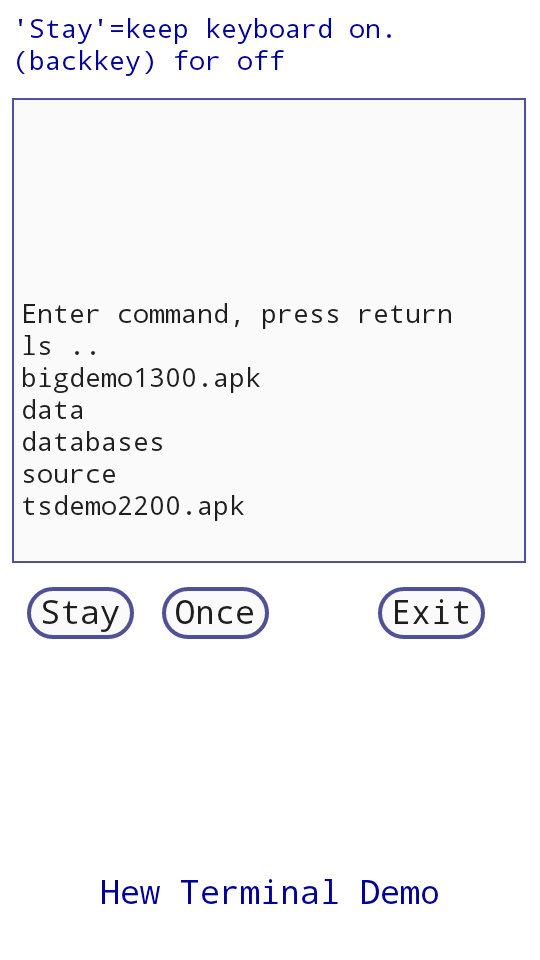 'Stay'=keep keyboard on.
(backkey) for off
Enter command, press return
ls ..
bigdemo1300.apk
data
databases
source
tsdemo2200.apk
Stay Once Exit
Hew Terminal Demo